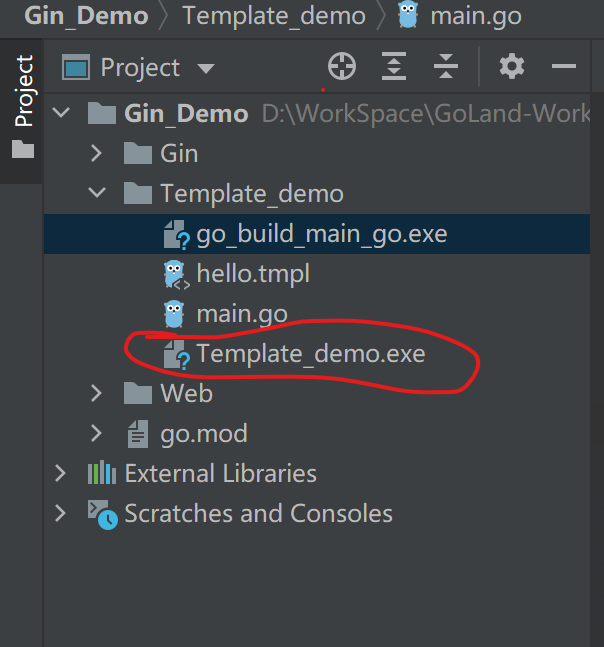 Gin_Demo Template_demo main.go
Project
Project
Gin_Demo D:\WorkSpace\GoLand-Work
Gin
Template_demo
go_build_main_go.exe
hello.tmpl
main.go
Template_demo.exe
Web
go.mod
External Libraries
Scratches and Consoles